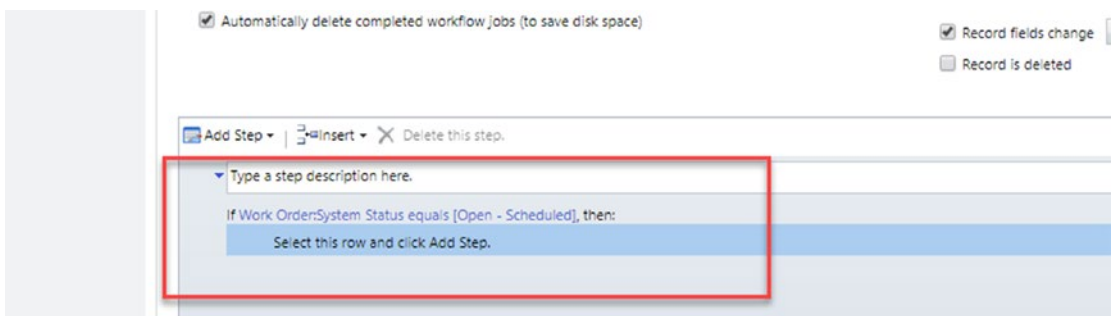 Automatically delete completed workflow jobs (to save disk space)
Record fields change
Record is deleted
Add Step Insert Delete this step.
Type a step description here.
If Work Order:System Status equals [Open - Scheduled], then:
Select this row and click Add Step.